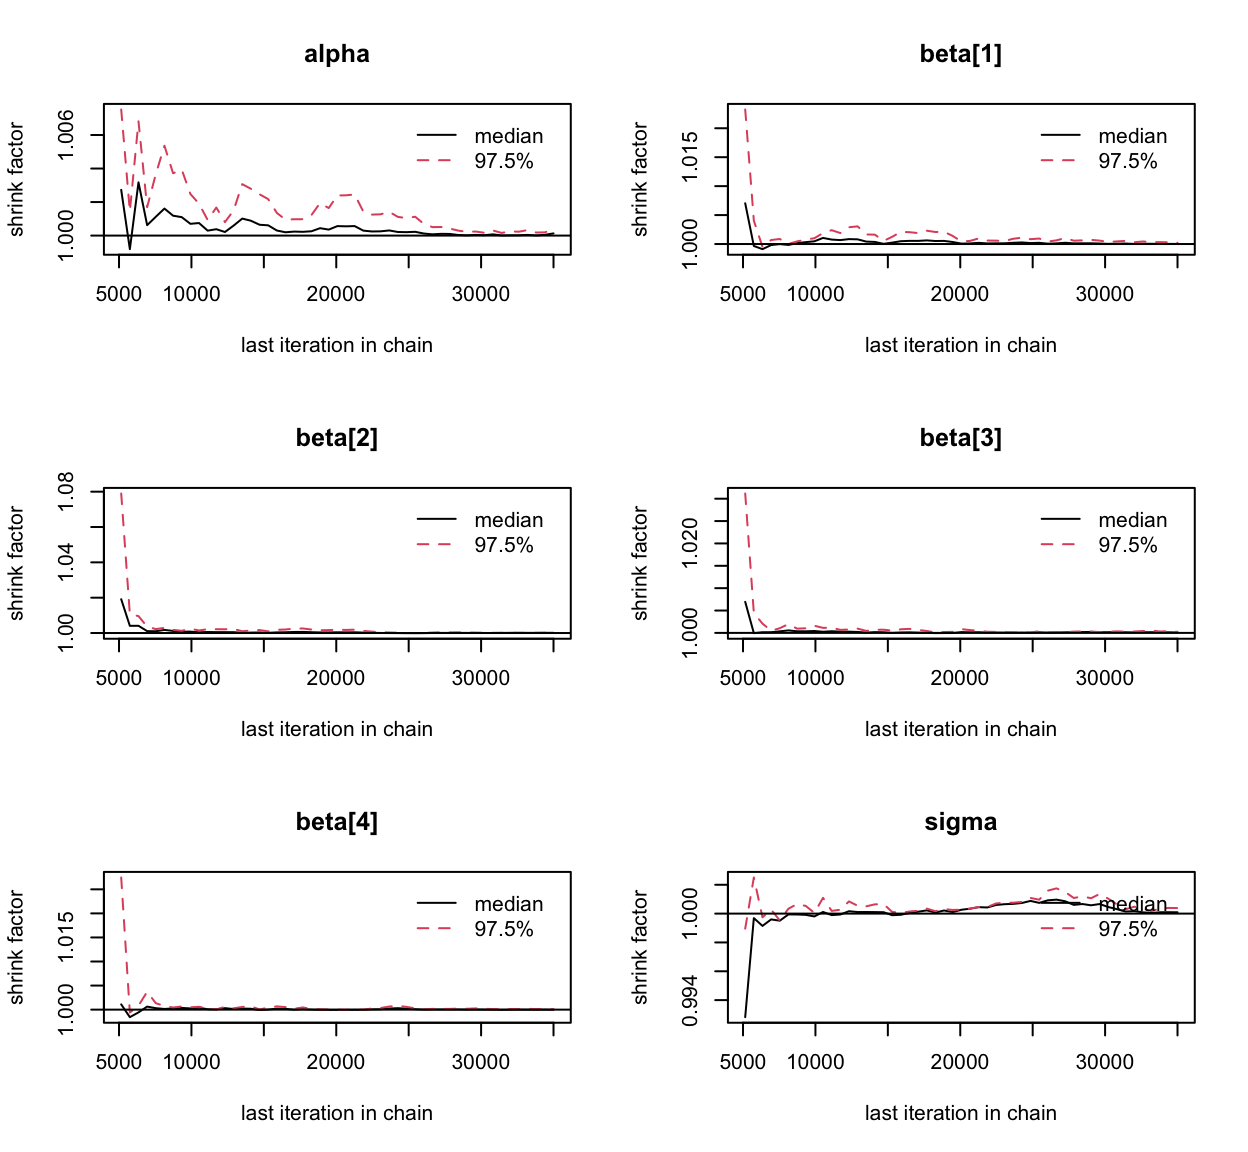 alpha
shrink factor
1.000
1.006
median
97.5%
5000 10000 20000 30000
last iteration in chain
beta[1]
shrink factor
1.000
1.015
median
97.5%
5000 10000 20000 30000
last iteration in chain
beta[2]
shrink factor
1.00
1.04
1.08
median
97.5%
5000 10000 20000 30000
last iteration in chain
beta[3]
shrink factor
1.000
1.020
median
97.5%
5000 10000 20000 30000
last iteration in chain
beta[4]
shrink factor
1.000
1.015
median
97.5%
5000 10000 20000 30000
last iteration in chain
sigma
shrink factor
0.994
1.000
median
97.5%
5000 10000 20000 30000
last iteration in chain